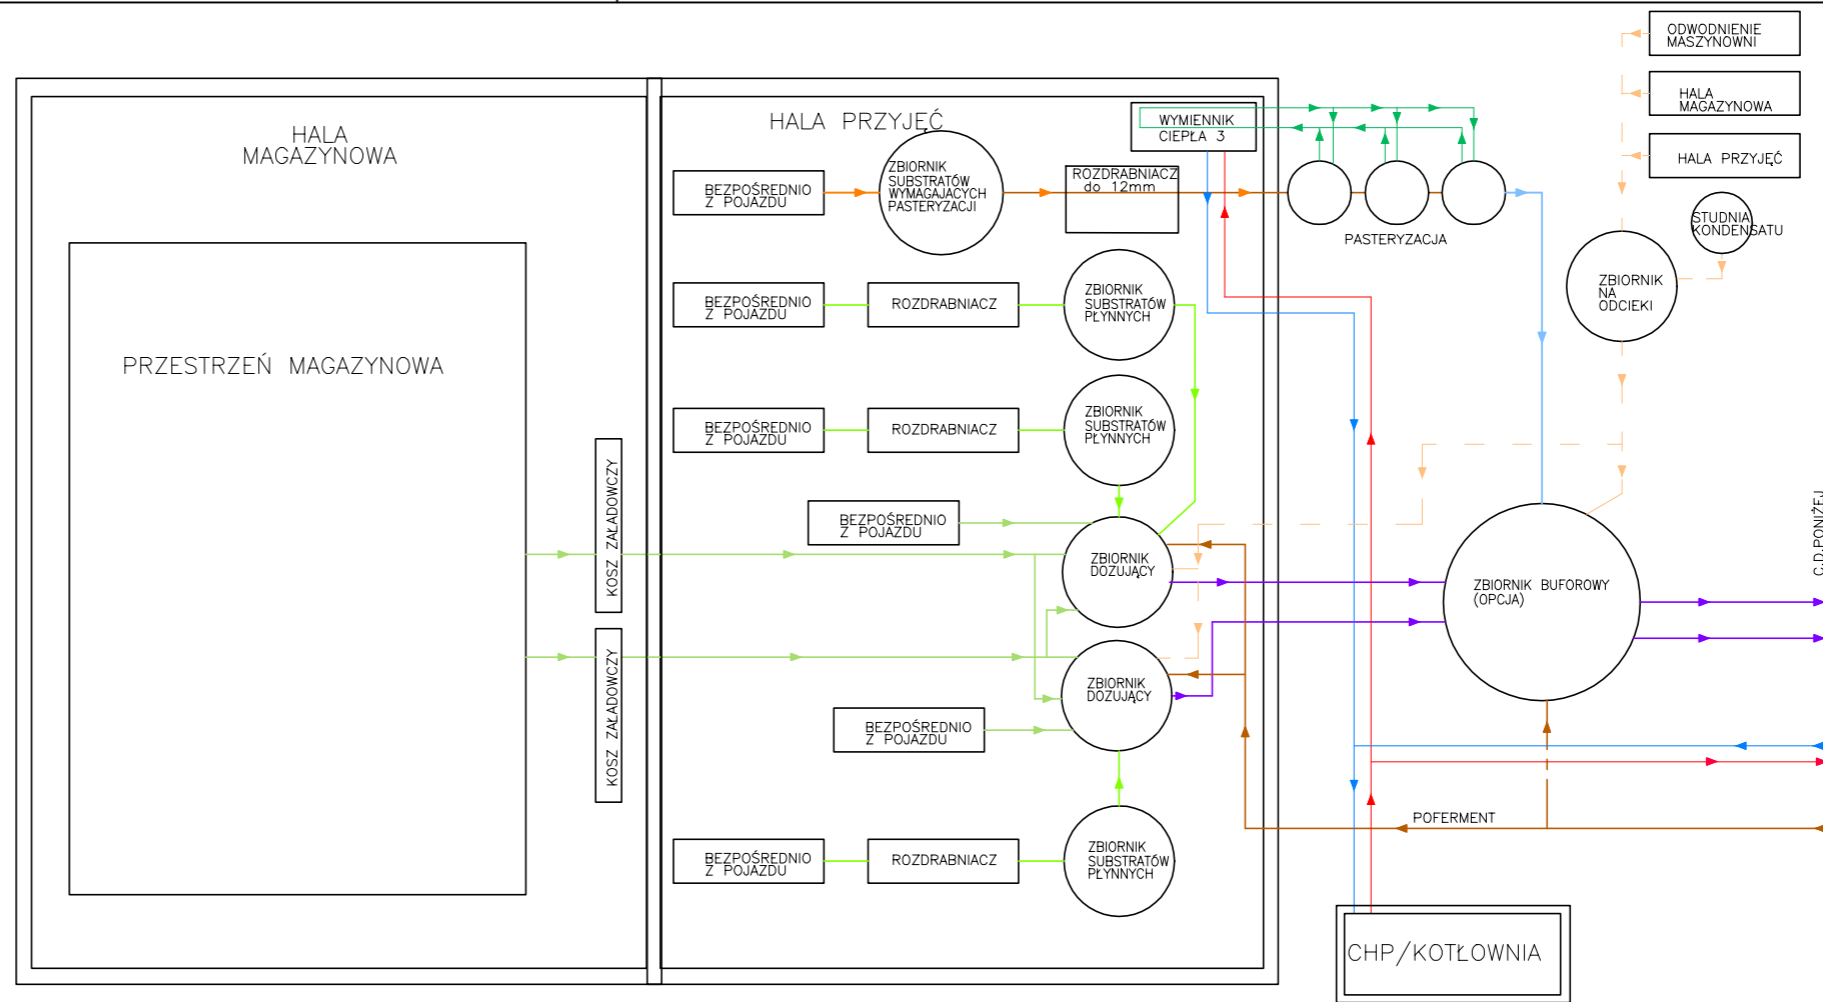 HALA
MAGAZYNOWA
PRZESTRZEŃ MAGAZYNOWA
KOSZ ZAŁADOWCZY
KOSZ ZAŁADOWCZY
HALA PRZYJĘĆ
BEZPOŚREDNIO
Z POJAZDU
ZBIORNIK
SUBSTRATÓW
WYMAGAJĄCYCH
PASTERYZACJI
ROZDRABNIACZ
do 12mm
WYMIENNIK
CIEPŁA 3
PASTERYZACJA
BEZPOŚREDNIO
Z POJAZDU
ROZDRABNIACZ
ZBIORNIK
SUBSTRATÓW
PŁYNNYCH
BEZPOŚREDNIO
Z POJAZDU
ROZDRABNIACZ
ZBIORNIK
SUBSTRATÓW
PŁYNNYCH
BEZPOŚREDNIO
Z POJAZDU
ZBIORNIK
DOZUJĄCY
ZBIORNIK
DOZUJĄCY
BEZPOŚREDNIO
Z POJAZDU
BEZPOŚREDNIO
Z POJAZDU
ROZDRABNIACZ
ZBIORNIK
SUBSTRATÓW
PŁYNNYCH
ODWODNIENIE
MASZYNOWNI
HALA
MAGAZYNOWA
HALA PRZYJĘĆ
STUDNIA
KONDENSATU
ZBIORNIK
NA
ODCIEKI
ZBIORNIK BUFOROWY
(OPCJA)
C.D.PONIŻEJ
POFERMENT
CHP/KOTŁOWNIA